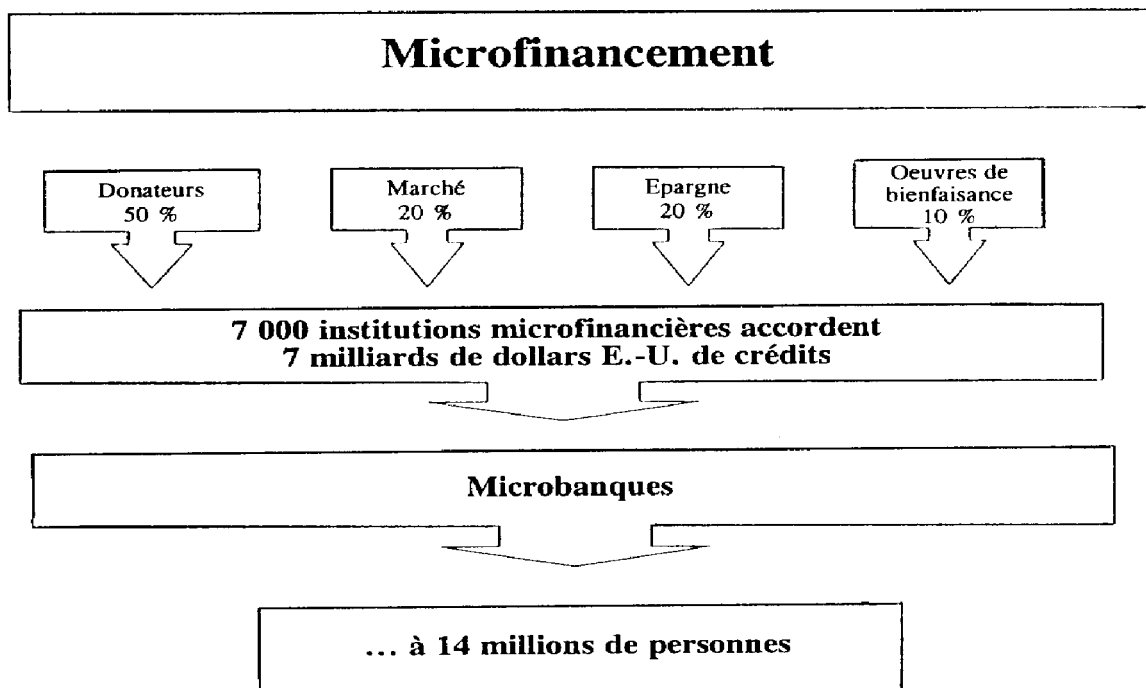 Microfinancement
Donateurs
50 %
Marché
20 %
Epargne
20 %
Oeuvres de
bienfaisance
10 %
7 000 institutions microfinancières accordent
7 milliards de dollars E.-U. de crédits
Microbanques
... à 14 millions de personnes